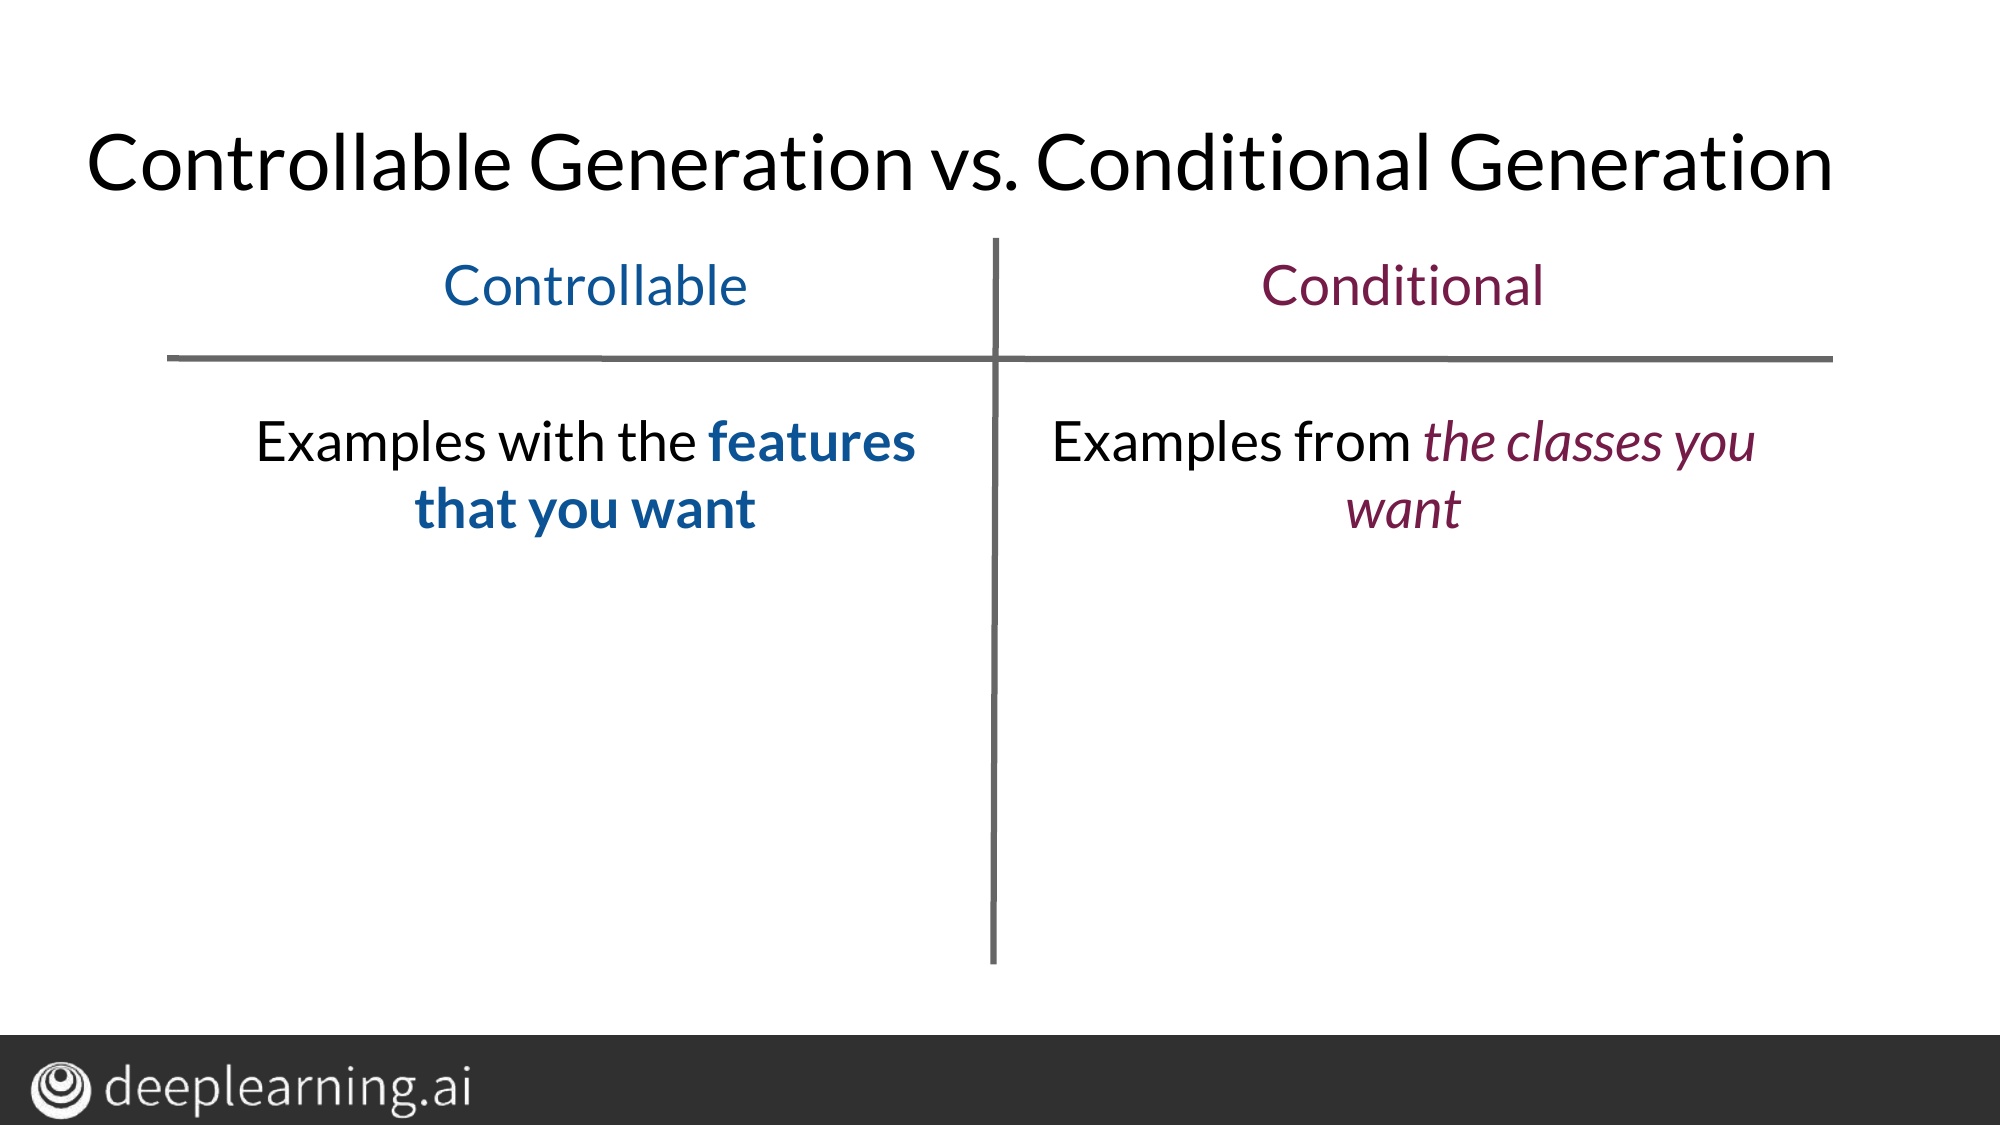 Controllable Generation vs. Conditional Generation
Controllable
Conditional
Examples with the features
that you want
Examples from the classes you
want
deeplearning.ai